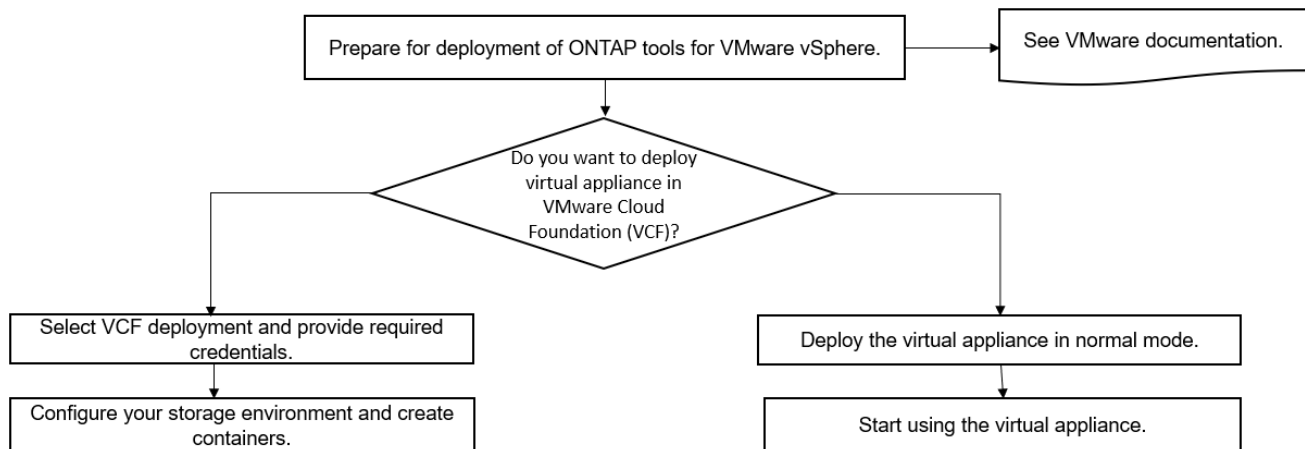 Prepare for deployment of ONTAP tools for VMware vSphere.
See VMware documentation.
Do you want to deploy
virtual appliance in
VMware Cloud
Foundation (VCF)?
Select VCF deployment and provide required
credentials.
Deploy the virtual appliance in normal mode.
Configure your storage environment and create
containers.
Start using the virtual appliance.